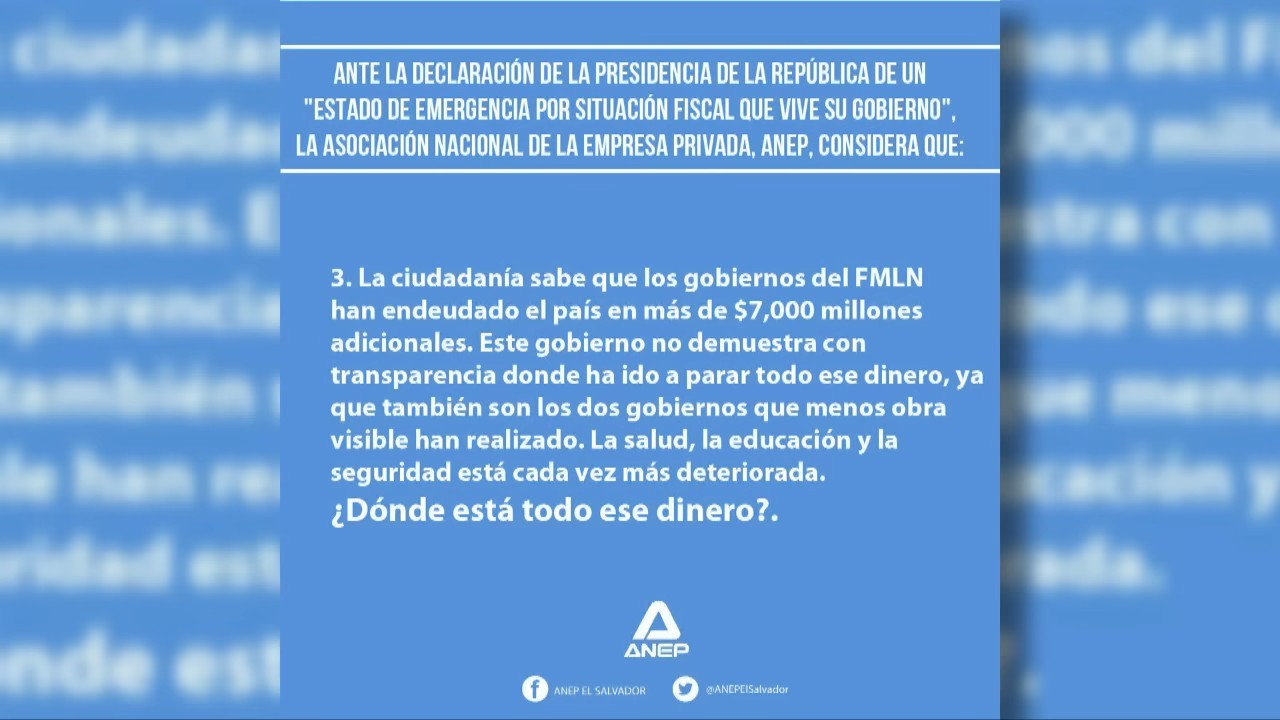 ANTE LA DECLARACIÓN DE LA PRESIDENCIA DE LA REPÚBLICA DE UN
"ESTADO DE EMERGENCIA POR SITUACIÓN FISCAL QUE VIVE SU GOBIERNO",
LA ASOCIACIÓN NACIONAL DE LA EMPRESA PRIVADA, ANEP, CONSIDERA QUE:
3. La ciudadanía sabe que los gobiernos del FMLN
han endeudado el país en más de $7,000 millones
adicionales. Este gobierno no demuestra con
transparencia donde ha ido a parar todo ese dinero, ya
que también son los dos gobiernos que menos obra
visible han realizado. La salud, la educación y la
seguridad está cada vez más deteriorada.
¿Dónde está todo ese dinero?.
ANEP
ANEP EL SALVADOR
@ANEPElSalvador